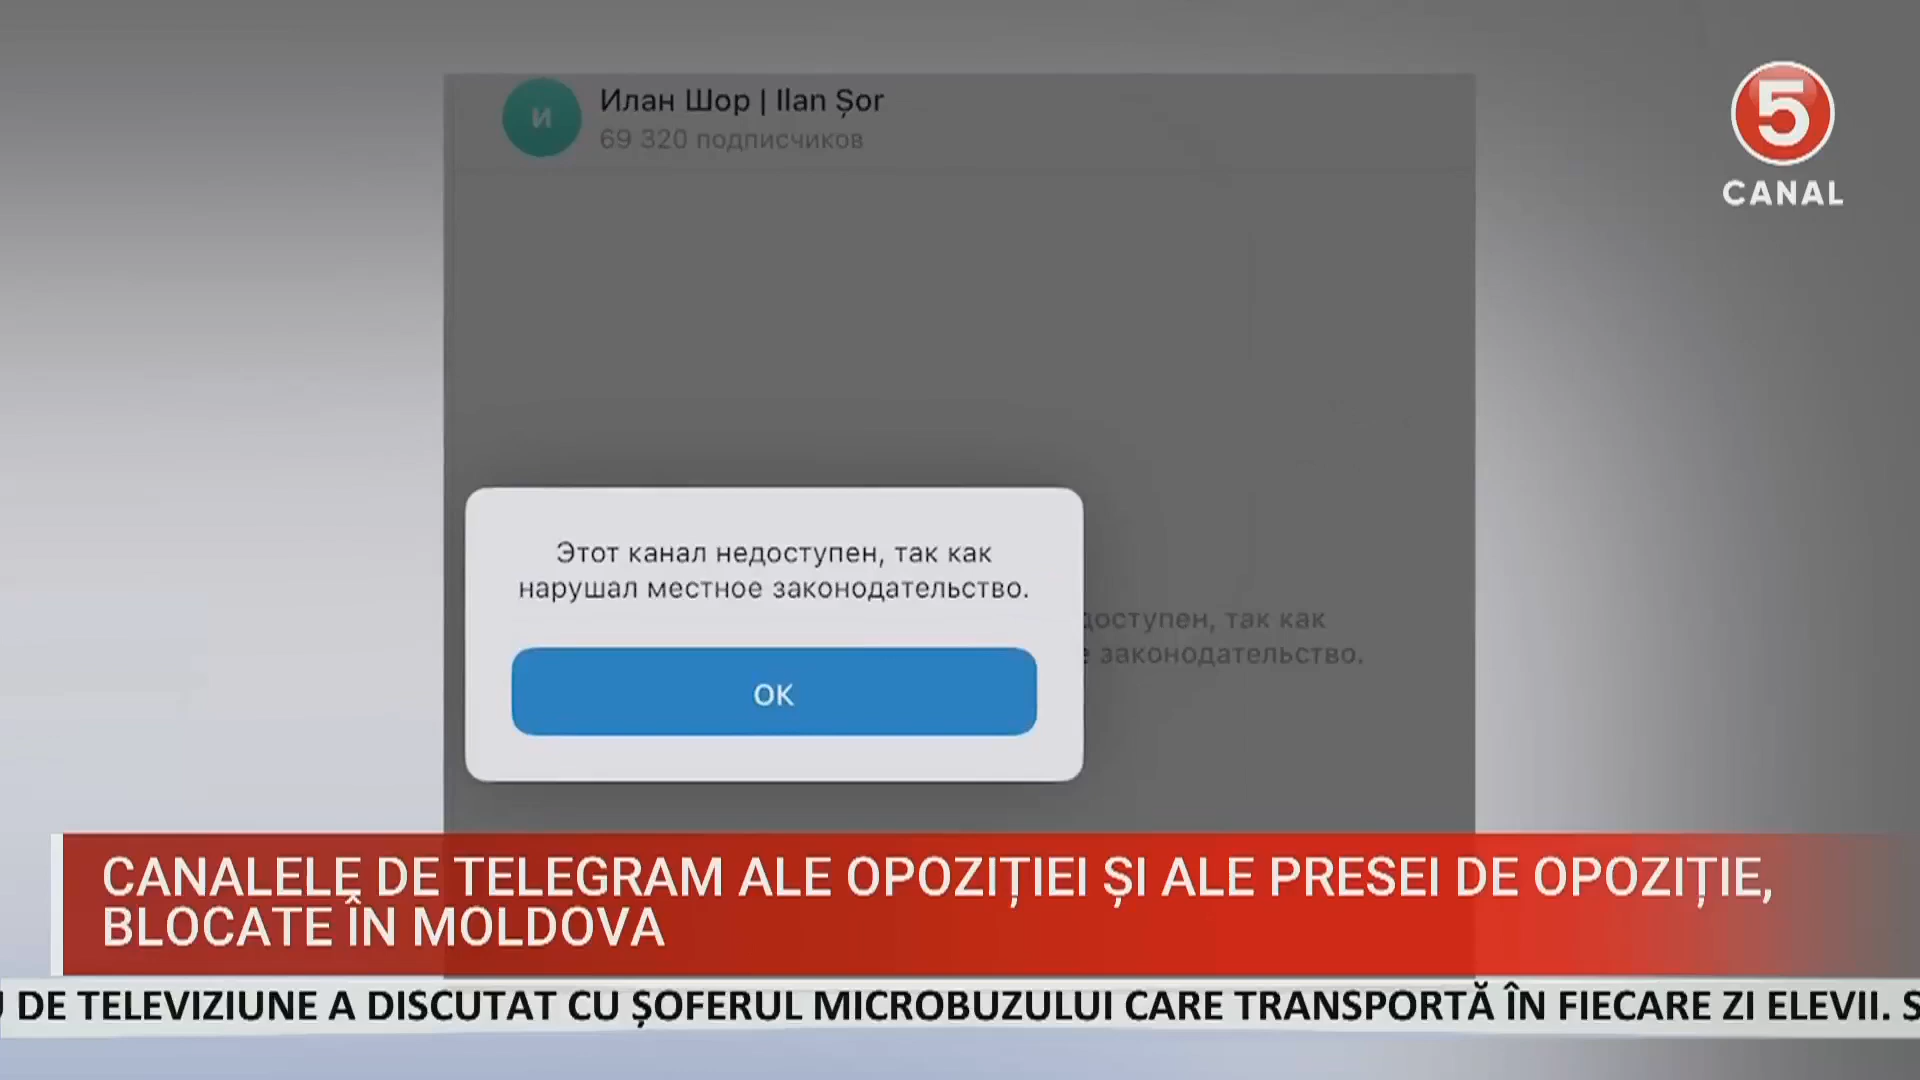 И
Илан Шор | Ilan Șor
69 320 подписчиков
5
CANAL
Этот канал недоступен, так как
нарушал местное законодательство.
доступен, так как
е законодательство.
OK
CANALELE DE TELEGRAM ALE OPOZIȚIEI ȘI ALE PRESEI DE OPOZIȚIE,
BLOCATE ÎN MOLDOVA
DE TELEVIZIUNE A DISCUTAT CU ȘOFERUL MICROBUZULUI CARE TRANSPORTĂ ÎN FIECARE ZI ELEVII.